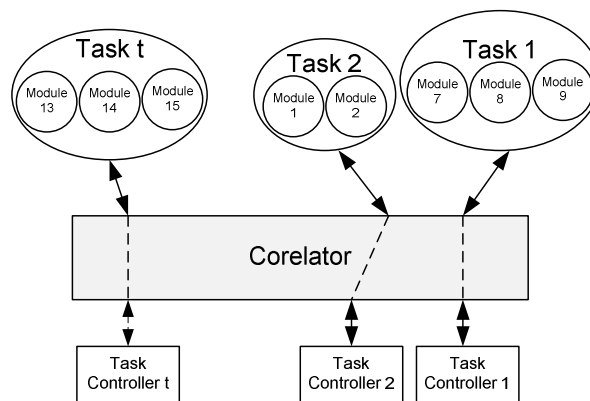 Task t
Module
13
Module
14
Module
15
Task 2
Module
1
Module
2
Task 1
Module
7
Module
8
Module
9
Corelator
Task
Controller t
Task
Controller 2
Task
Controller 1